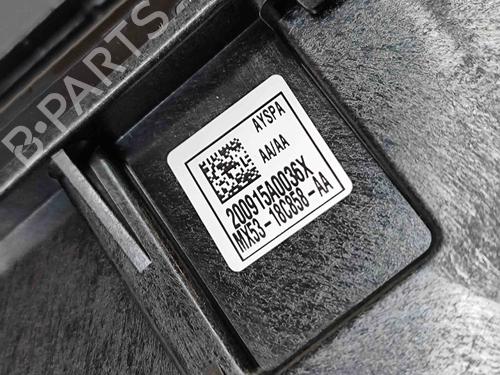 B-PARTS
AYSPA
AA/AA
200915A0036X
MX53-18C858-AA